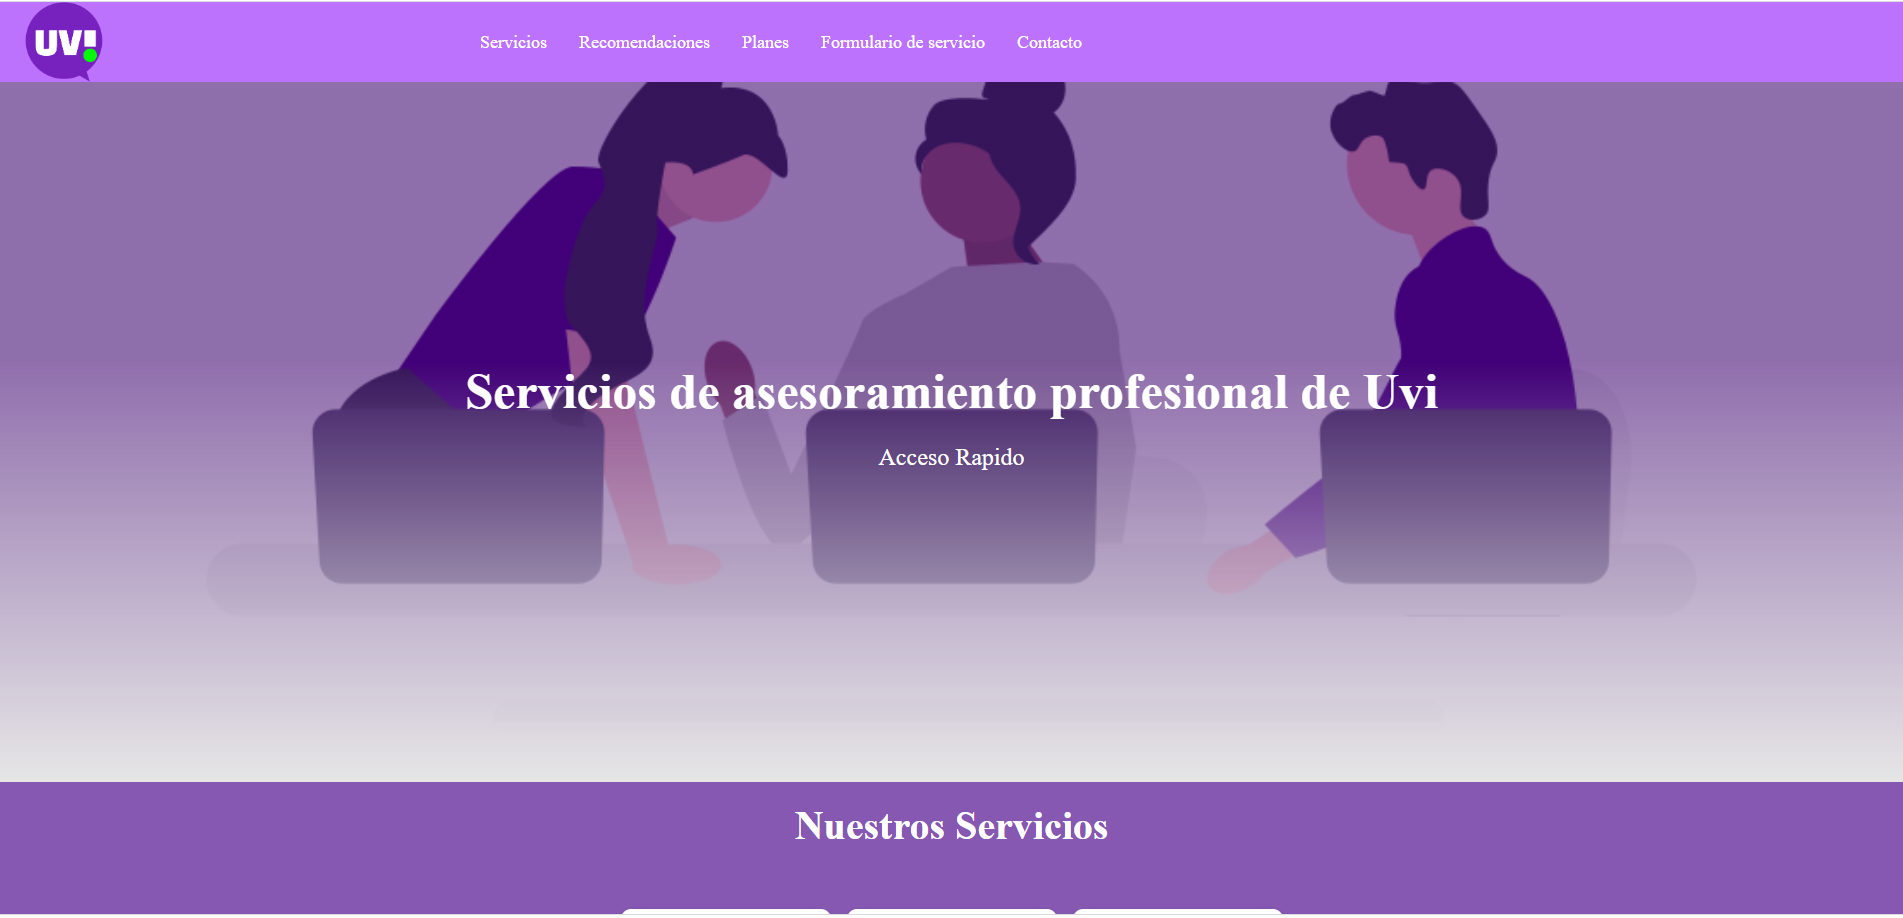 UV!
Servicios Recomendaciones Planes Formulario de servicio Contacto
Servicios de asesoramiento profesional de Uvi
Acceso Rapido
Nuestros Servicios